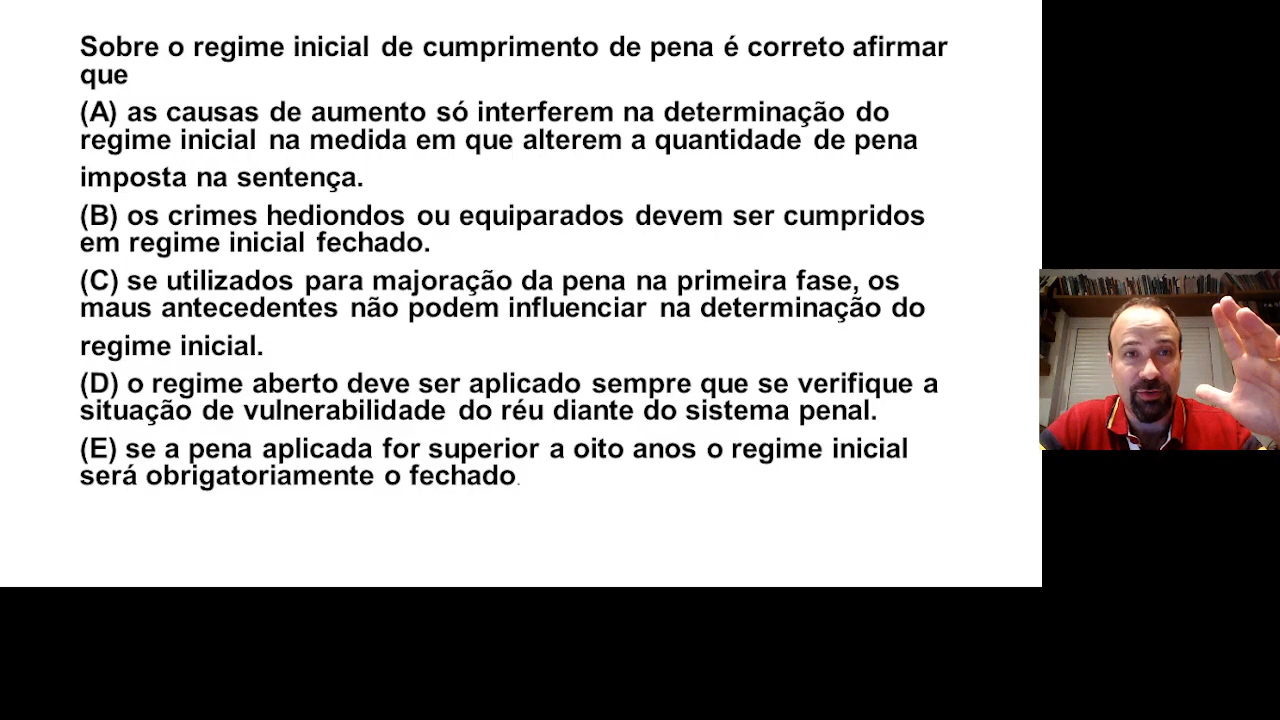 Sobre o regime inicial de cumprimento de pena é correto afirmar
que
(A) as causas de aumento só interferem na determinação do
regime inicial na medida em que alterem a quantidade de pena
imposta na sentença.
(B) os crimes hediondos ou equiparados devem ser cumpridos
em regime inicial fechado.
(C) se utilizados para majoração da pena na primeira fase, os
maus antecedentes não podem influenciar na determinação do
regime inicial.
(D) o regime aberto deve ser aplicado sempre que se verifique a
situação de vulnerabilidade do réu diante do sistema penal.
(E) se a pena aplicada for superior a oito anos o regime inicial
será obrigatoriamente o fechado.